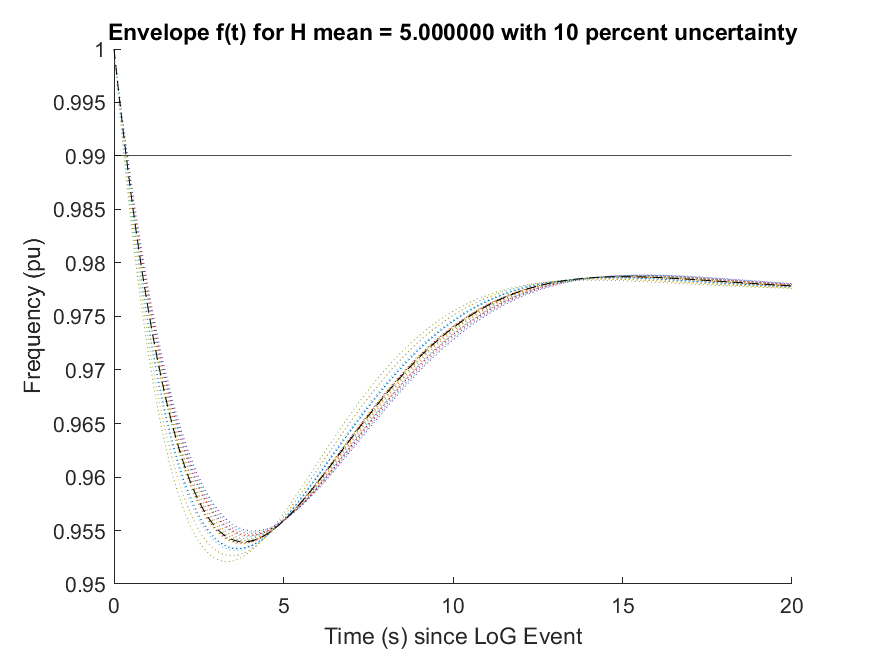 Envelope f(t) for H mean = 5.000000 with 10 percent uncertainty
1
0.995
0.99
0.985
0.98
0.975
0.97
0.965
0.96
0.955
0.95
Frequency (pu)
0 5 10 15 20
Time (s) since LoG Event